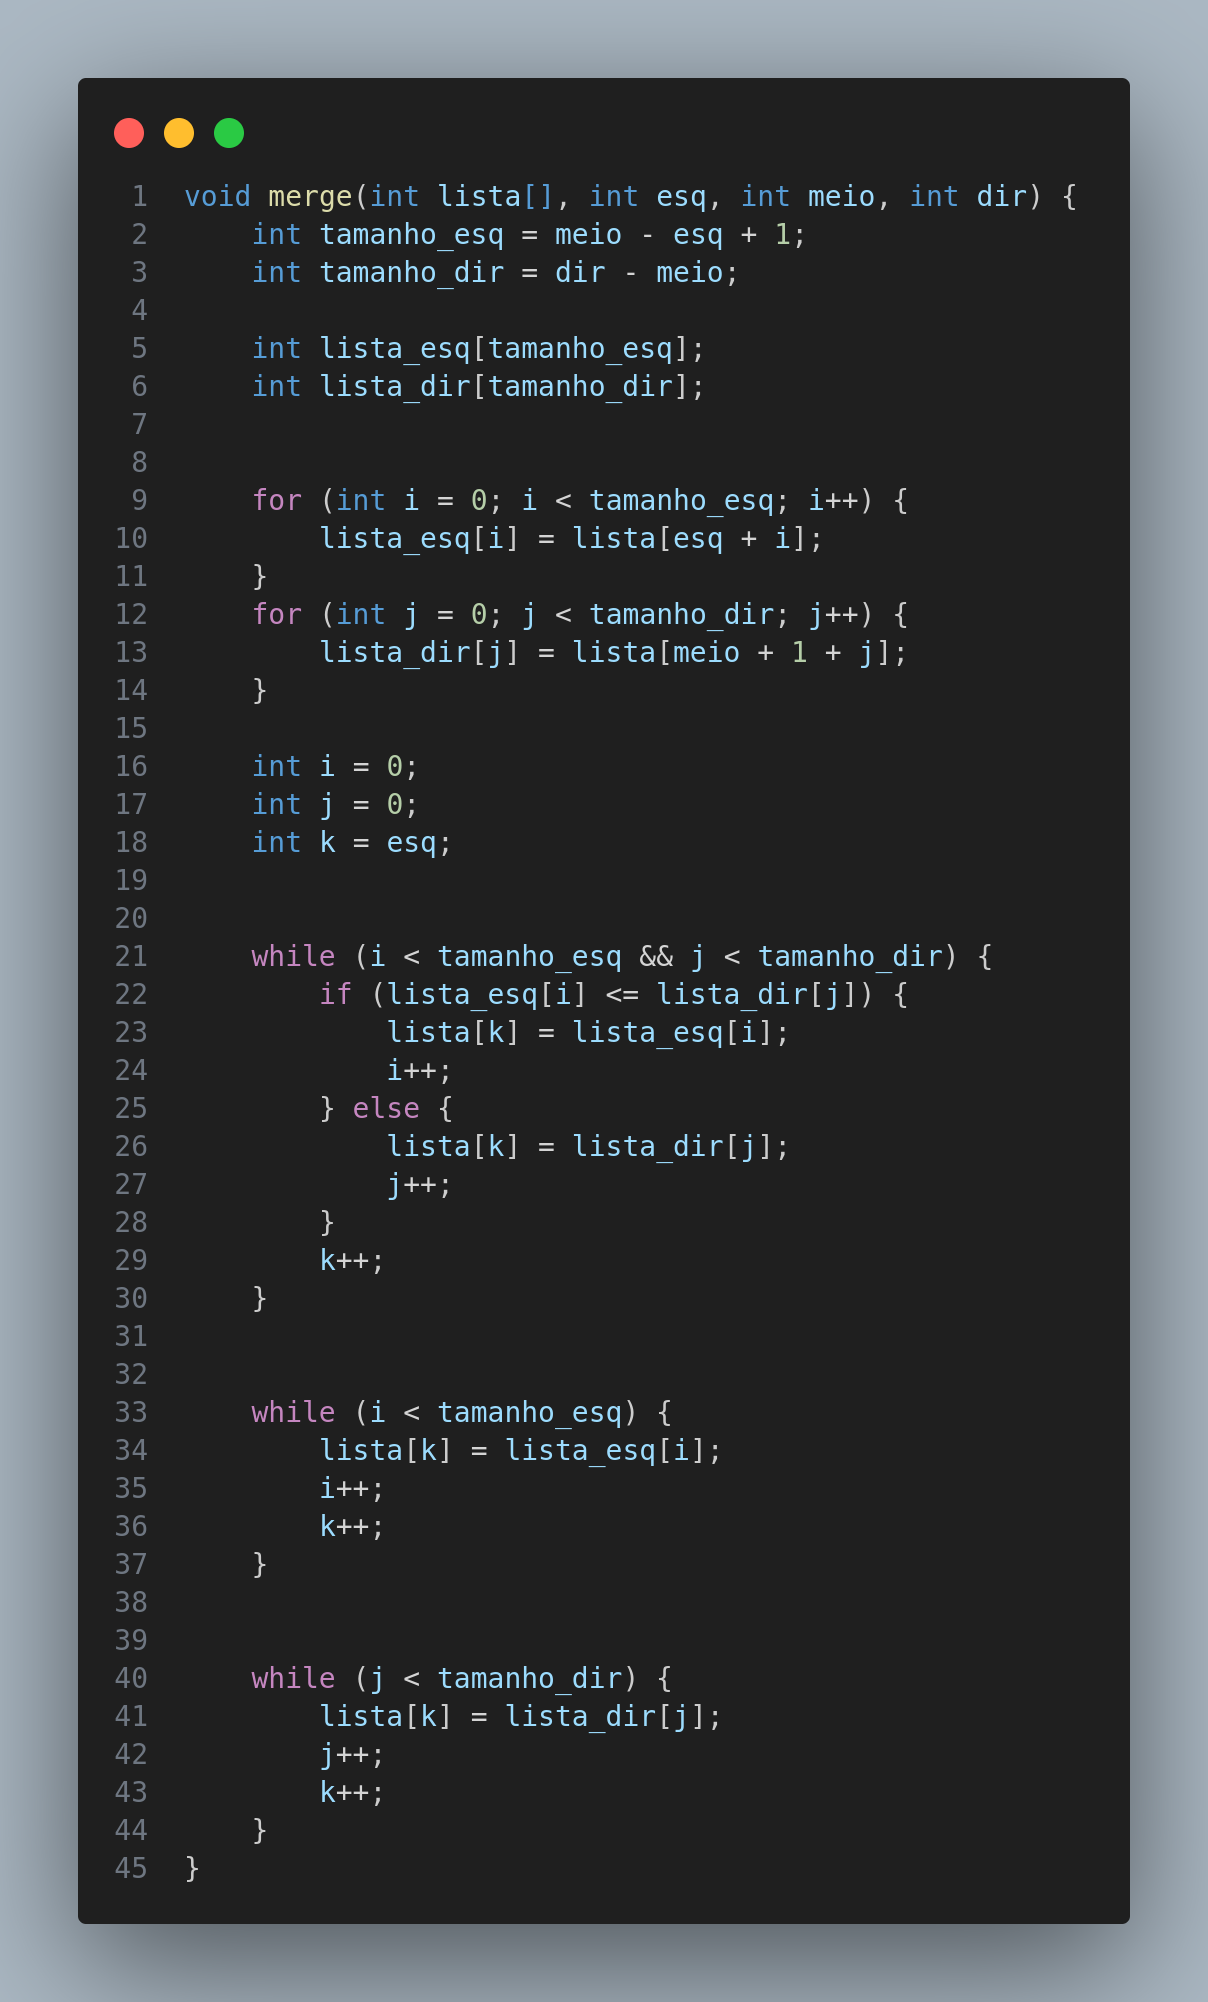 1 void merge(int lista[], int esq, int meio, int dir) {
2     int tamanho_esq = meio - esq + 1;
3     int tamanho_dir = dir - meio;
4
5     int lista_esq[tamanho_esq];
6     int lista_dir[tamanho_dir];
7
8
9     for (int i = 0; i < tamanho_esq; i++) {
10         lista_esq[i] = lista[esq + i];
11     }
12     for (int j = 0; j < tamanho_dir; j++) {
13         lista_dir[j] = lista[meio + 1 + j];
14     }
15
16     int i = 0;
17     int j = 0;
18     int k = esq;
19
20
21     while (i < tamanho_esq && j < tamanho_dir) {
22         if (lista_esq[i] <= lista_dir[j]) {
23             lista[k] = lista_esq[i];
24             i++;
25         } else {
26             lista[k] = lista_dir[j];
27             j++;
28         }
29         k++;
30     }
31
32
33     while (i < tamanho_esq) {
34         lista[k] = lista_esq[i];
35         i++;
36         k++;
37     }
38
39
40     while (j < tamanho_dir) {
41         lista[k] = lista_dir[j];
42         j++;
43         k++;
44     }
45 }